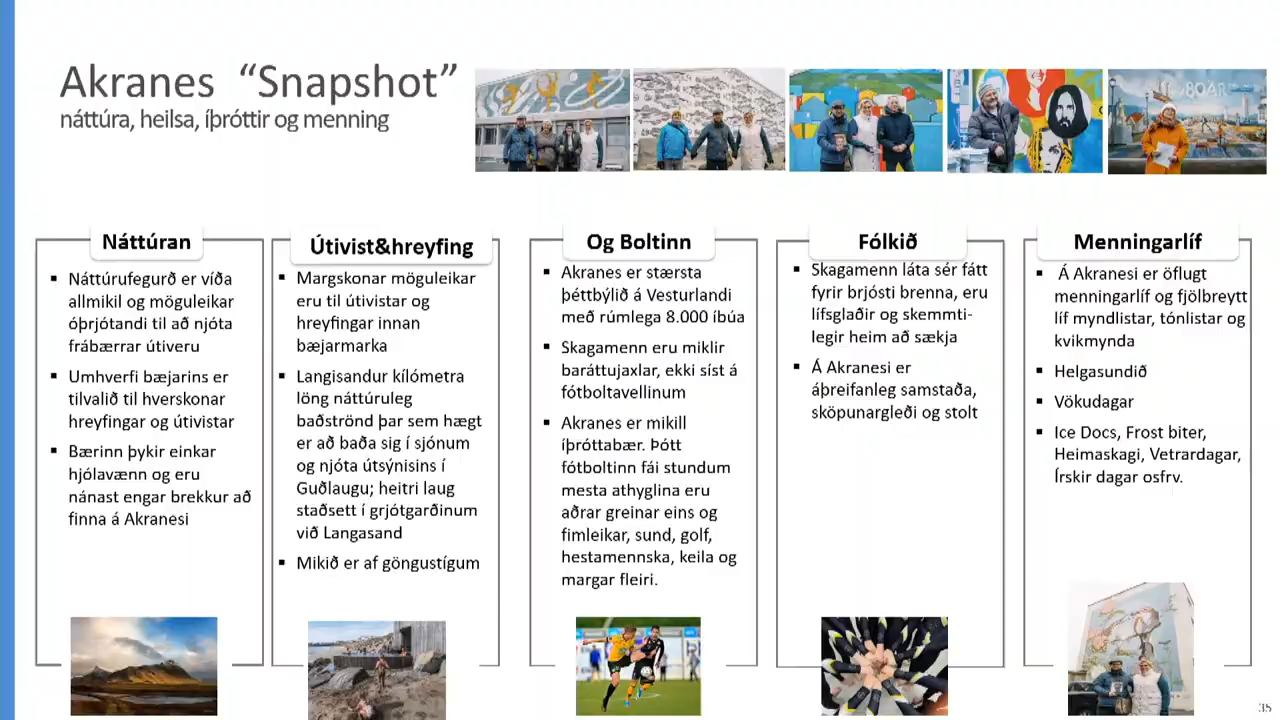 Akranes "Snapshot"
náttúra, heilsa, íþróttir og menning
Náttúran
▪ Náttúrufegurð er víða
allmikil og möguleikar
óþrjótandi til að njóta
frábærrar útiveru
▪ Umhverfi bæjarins er
tilvalið til hverskonar
hreyfingar og útivistar
▪ Bærinn þykir einkar
hjólavænn og eru
nánast engar brekkur að
finna á Akranesi
Útivist&hreyfing
▪ Margskonar möguleikar
eru til útivistar og
hreyfingar innan
bæjarmarka
▪ Langisandur kílómetra
löng náttúruleg
baðströnd þar sem hægt
er að baða sig í sjónum
og njóta útsýnisins í
Guðlaugu; heitri laug
staðsett í grjótgarðinum
við Langasand
▪ Mikið er af göngustígum
Og Boltinn
▪ Akranes er stærsta
þéttbýlið á Vesturlandi
með rúmlega 8.000 íbúa
▪ Skagamenn eru miklir
baráttujaxlar, ekki síst á
fótboltavellinum
▪ Akranes er mikill
íþróttabær. Þótt
fótboltinn fái stundum
mesta athyglina eru
aðrar greinar eins og
fimleikar, sund, golf,
hestamennska, keila og
margar fleiri.
Fólkið
▪ Skagamenn láta sér fátt
fyrir brjósti brenna, eru
lífsglaðir og skemmti-
legir heim að sækja
▪ Á Akranesi er
áþreifanleg samstaða,
sköpunargleði og stolt
Menningarlíf
▪ Á Akranesi er öflugt
menningarlíf og fjölbreytt
líf myndlistar, tónlistar og
kvikmynda
▪ Helgasundið
▪ Vökudagar
▪ Ice Docs, Frost biter,
Heimaskagi, Vetrardagar,
Írskir dagar osfrv.
35